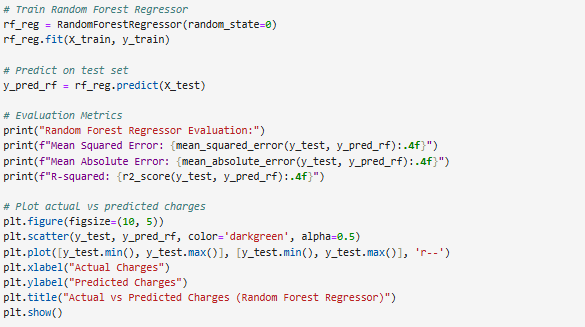 # Train Random Forest Regressor
rf_reg = RandomForestRegressor(random_state=0)
rf_reg.fit(X_train, y_train)
# Predict on test set
y_pred_rf = rf_reg.predict(X_test)
# Evaluation Metrics
print("Random Forest Regressor Evaluation:")
print(f"Mean Squared Error: {mean_squared_error(y_test, y_pred_rf):.4f}")
print(f"Mean Absolute Error: {mean_absolute_error(y_test, y_pred_rf):.4f}")
print(f"R-squared: {r2_score(y_test, y_pred_rf):.4f}")
# Plot actual vs predicted charges
plt.figure(figsize=(10, 5))
plt.scatter(y_test, y_pred_rf, color='darkgreen', alpha=0.5)
plt.plot([y_test.min(), y_test.max()], [y_test.min(), y_test.max()], 'r--')
plt.xlabel("Actual Charges")
plt.ylabel("Predicted Charges")
plt.title("Actual vs Predicted Charges (Random Forest Regressor)")
plt.show()